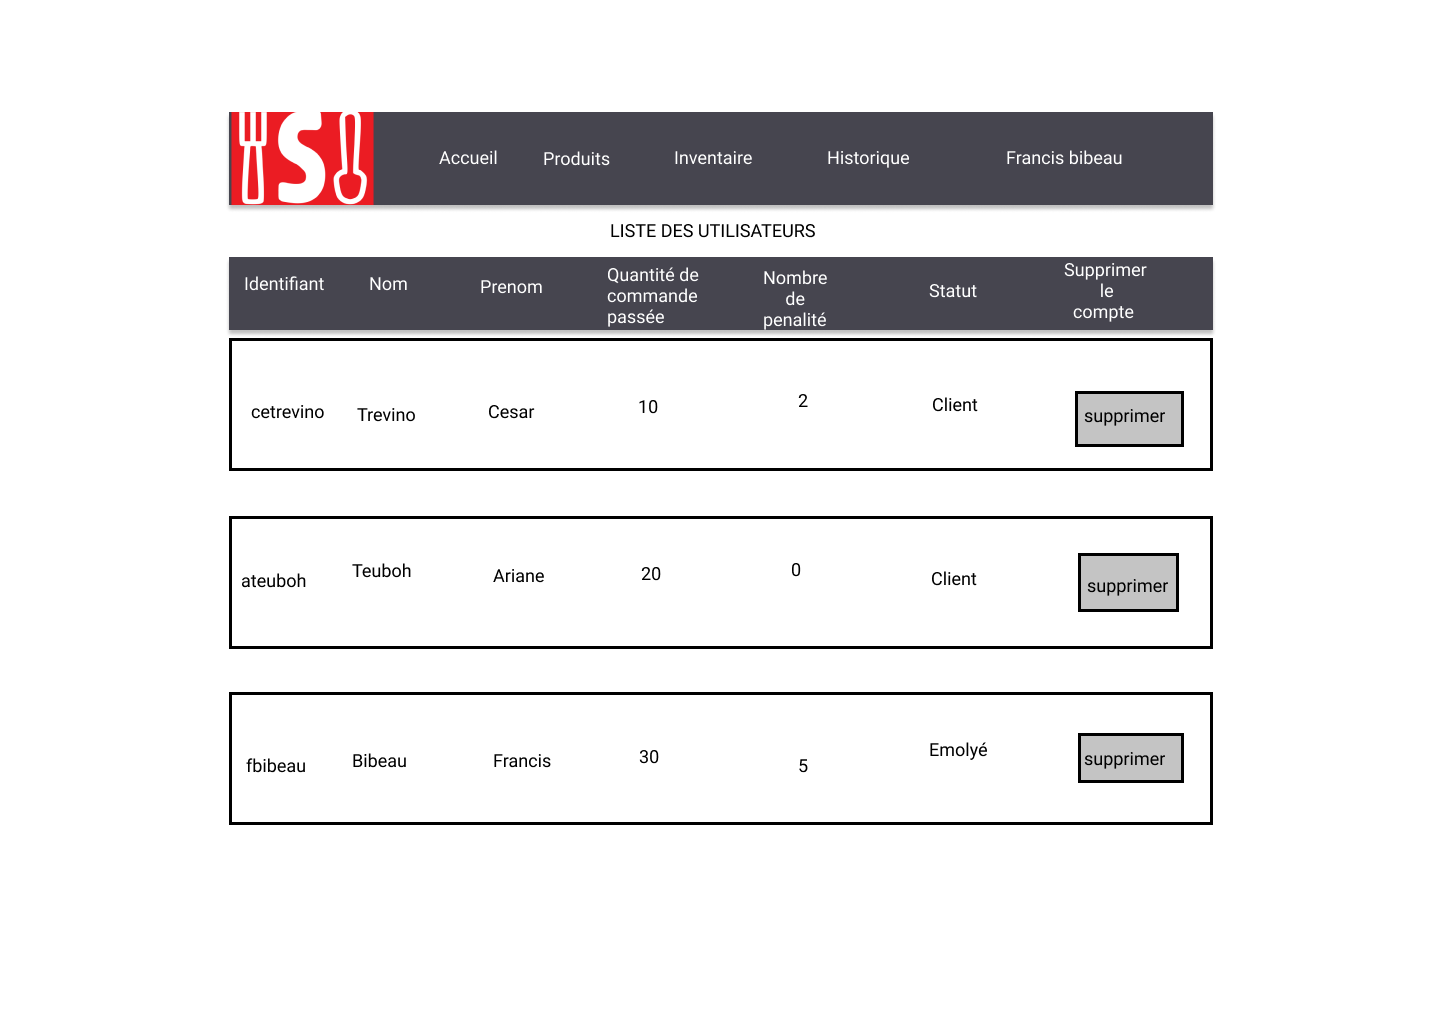 S
Accueil Produits Inventaire Historique Francis bibeau
LISTE DES UTILISATEURS
Identifiant
Nom
Prenom
Quantité de
commande
passée
Nombre
de
penalité
Statut
Supprimer
le
compte
cetrevino Trevino Cesar 10 2 Client supprimer
ateuboh Teuboh Ariane 20 0 Client supprimer
fbibeau Bibeau Francis 30 5 Emolyé supprimer